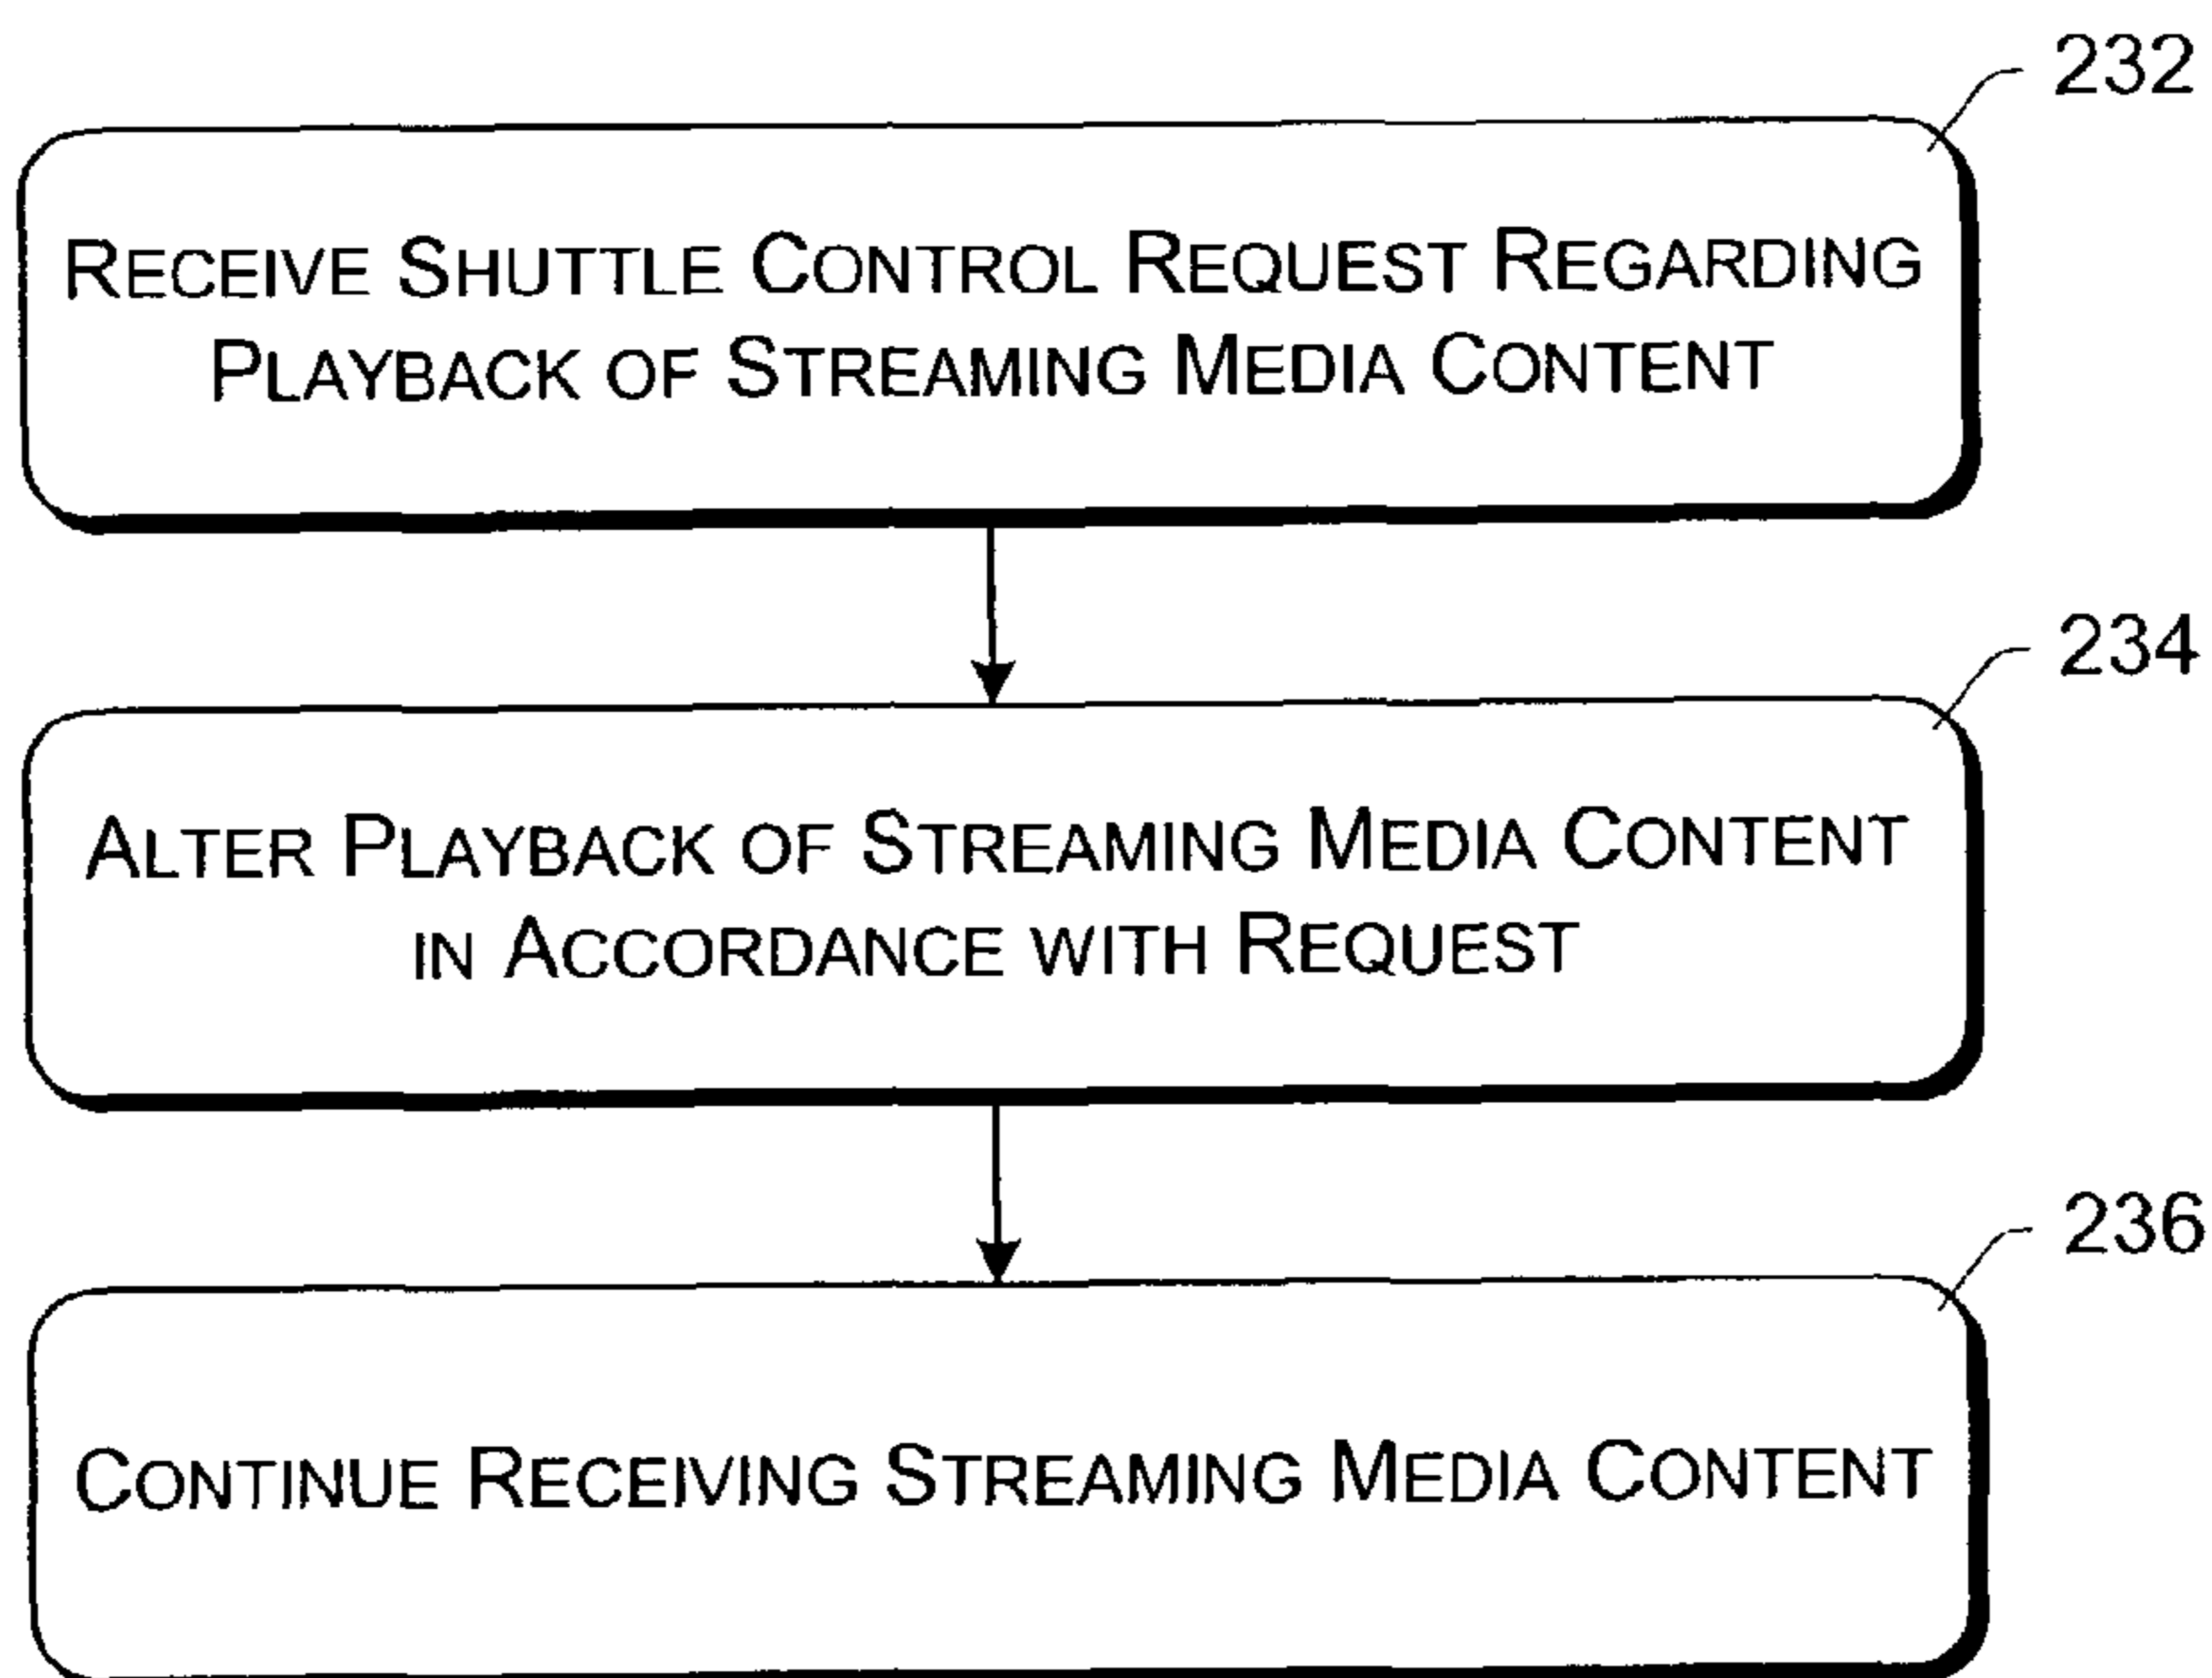 232
RECEIVE SHUTTLE CONTROL REQUEST REGARDING
PLAYBACK OF STREAMING MEDIA CONTENT
234
ALTER PLAYBACK OF STREAMING MEDIA CONTENT
IN ACCORDANCE WITH REQUEST
236
CONTINUE RECEIVING STREAMING MEDIA CONTENT